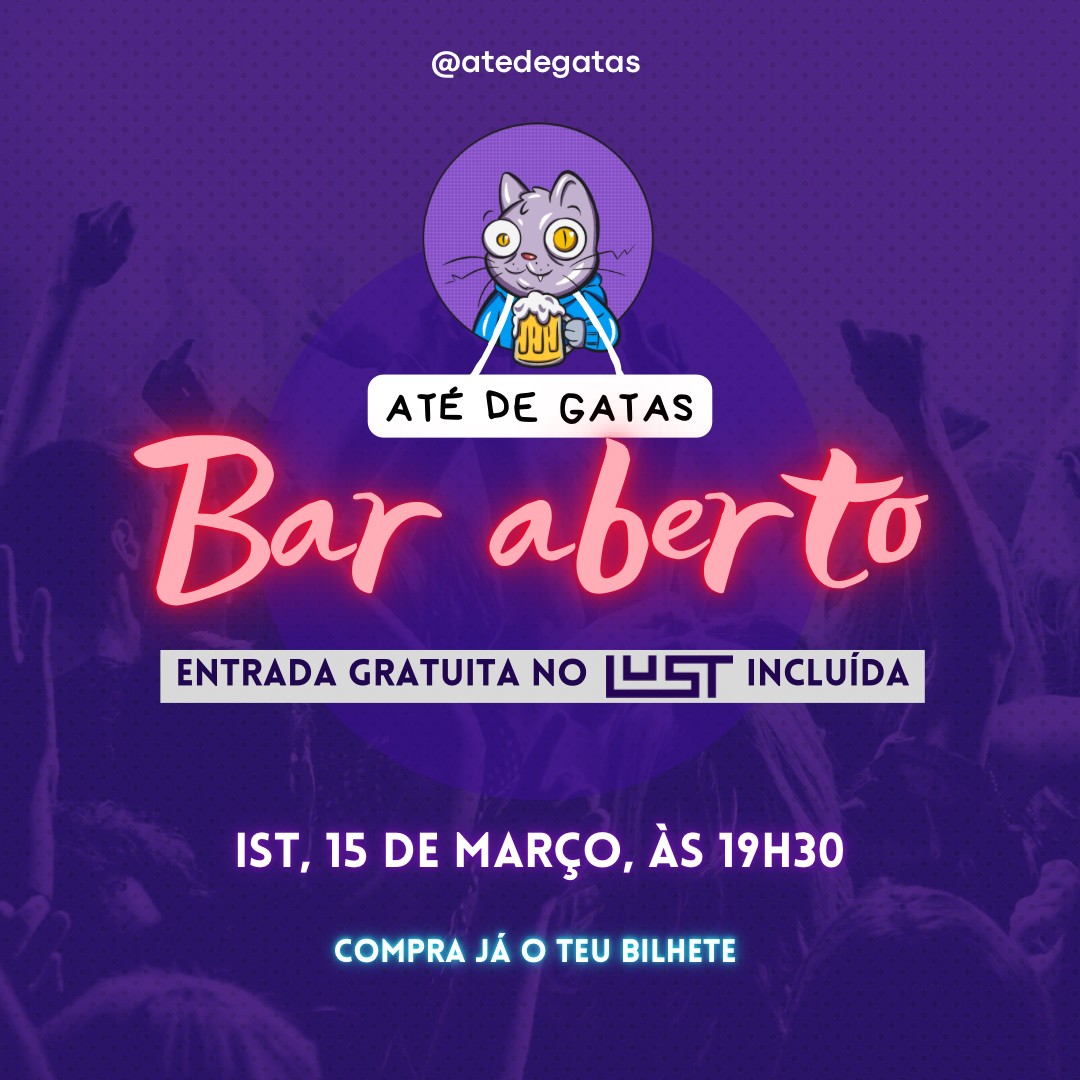 @atedegatas
ATÉ DE GATAS
Bar aberto
ENTRADA GRATUITA NO LUST INCLUÍDA
IST, 15 DE MARÇO, ÀS 19H30
COMPRA JÁ O TEU BILHETE